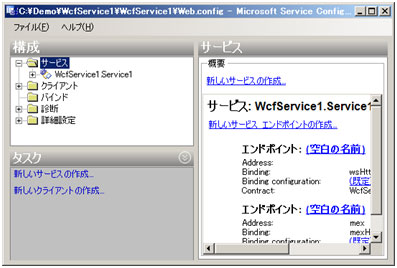 C:¥Demo¥WcfService1¥WcfService1¥Web.config - Microsoft Service Config...
ファイル(F) ヘルプ(H)
構成
サービス
WcfService1.Service1
クライアント
バインド
診断
詳細設定
タスク
新しいサービスの作成...
新しいクライアントの作成...
サービス
概要
新しいサービスの作成...
サービス: WcfService1.Service1
新しいサービス エンドポイントの作成...
エンドポイント: (空白の名前)
Address:
Binding: wsHtt
Binding configuration: (既定
Contract: WcfSe
エンドポイント: (空白の名前)
Address: mex
Binding: mexH
Binding configuration: (既定